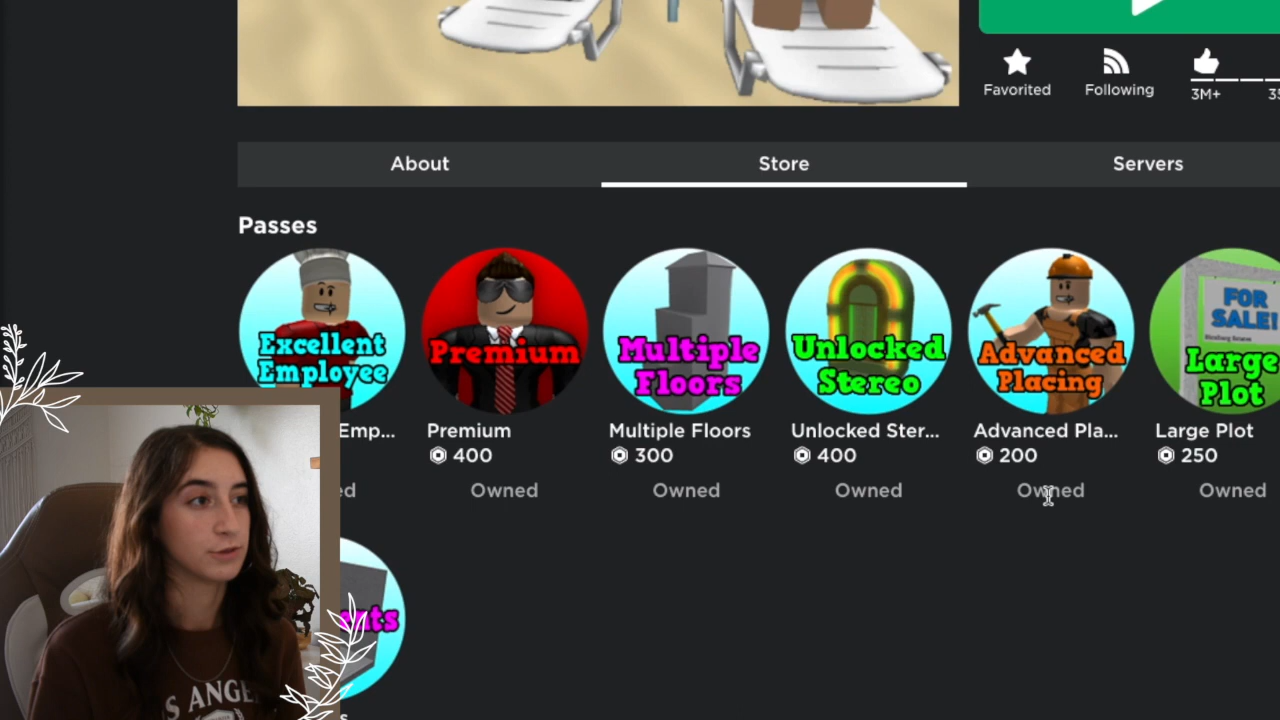 Favorited
Following
3M+
About
Store
Servers
Passes
Excellent
Employee
Premium
Multiple
Floors
Unlocked
Stereo
Advanced
Placing
FOR
SALE!
Large
Plot
Emp...
Premium
Multiple Floors
Unlocked Ster...
Advanced Pla...
Large Plot
400
300
400
200
250
Owned
Owned
Owned
Owned
Owned